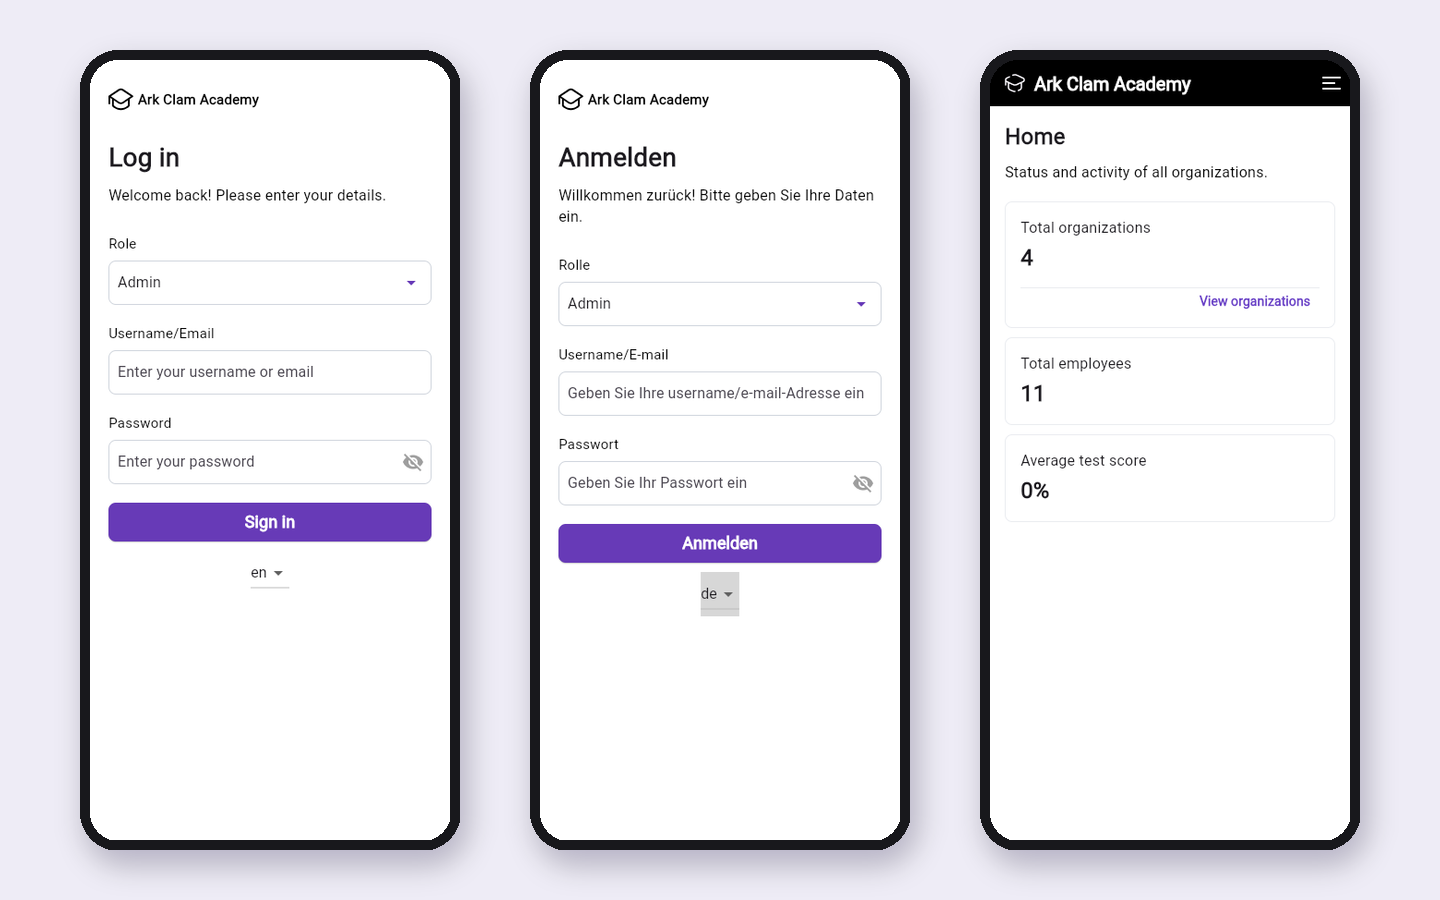 Ark Clam Academy
Log in
Welcome back! Please enter your details.
Role
Admin
Username/Email
Enter your username or email
Password
Enter your password
Sign in
en
Ark Clam Academy
Anmelden
Willkommen zurück! Bitte geben Sie Ihre Daten
ein.
Rolle
Admin
Username/E-mail
Geben Sie Ihre username/e-mail-Adresse ein
Passwort
Geben Sie Ihr Passwort ein
Anmelden
de
Ark Clam Academy
Home
Status and activity of all organizations.
Total organizations
4
View organizations
Total employees
11
Average test score
0%